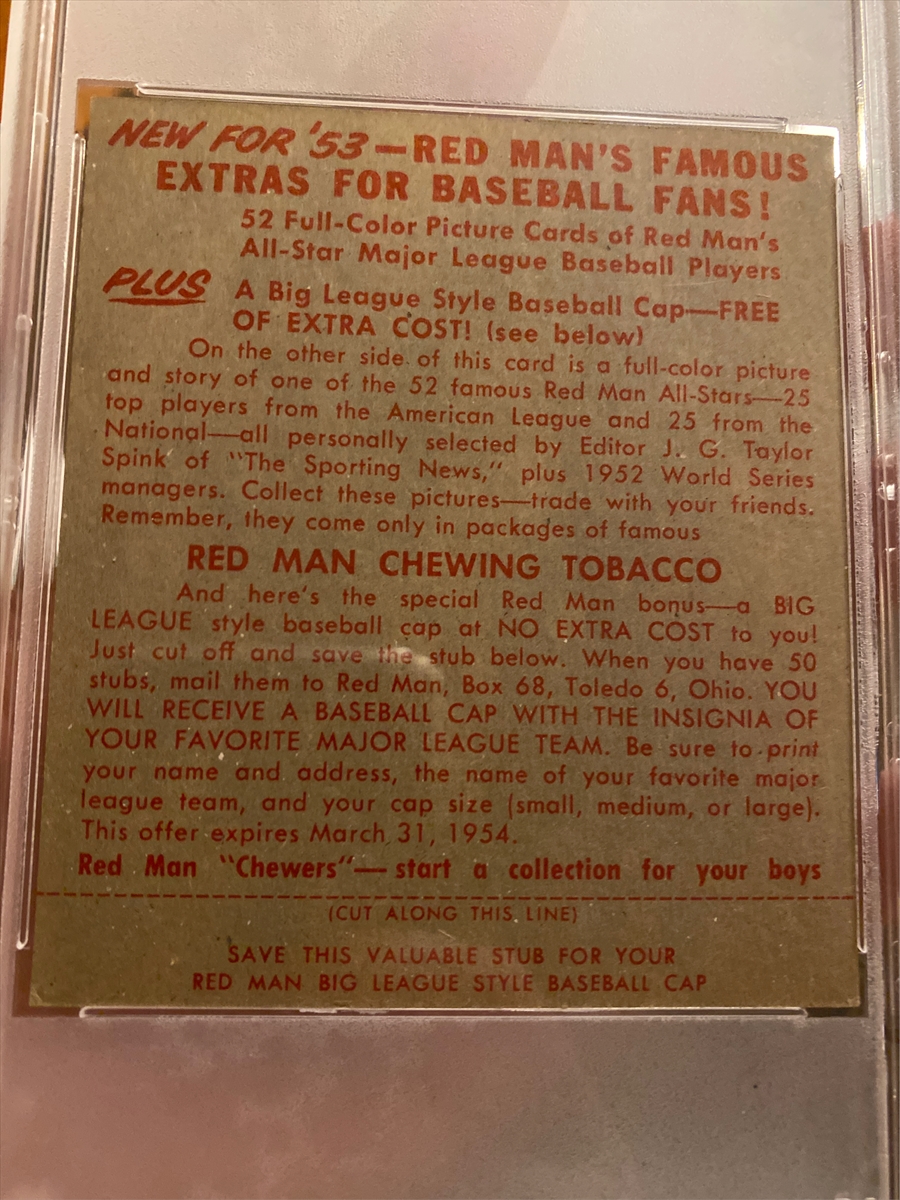 NEW FOR '53—RED MAN'S FAMOUS
EXTRAS FOR BASEBALL FANS!
52 Full-Color Picture Cards of Red Man's
All-Star Major League Baseball Players
PLUS A Big League Style Baseball Cap—FREE
OF EXTRA COST! (see below)
On the other side of this card is a full-color picture
and story of one of the 52 famous Red Man All-Stars—25
top players from the American League and 25 from the
National—all personally selected by Editor J. G. Taylor
Spink of "The Sporting News," plus 1952 World Series
managers. Collect these pictures—trade with your friends.
Remember, they come only in packages of famous
RED MAN CHEWING TOBACCO
And here's the special Red Man bonus—a BIG
LEAGUE style baseball cap at NO EXTRA COST to you!
Just cut off and save the stub below. When you have 50
stubs, mail them to Red Man, Box 68, Toledo 6, Ohio. YOU
WILL RECEIVE A BASEBALL CAP WITH THE INSIGNIA OF
YOUR FAVORITE MAJOR LEAGUE TEAM. Be sure to print
your name and address, the name of your favorite major
league team, and your cap size (small, medium, or large).
This offer expires March 31, 1954.
Red Man "Chewers"—start a collection for your boys
(CUT ALONG THIS LINE)
SAVE THIS VALUABLE STUB FOR YOUR
RED MAN BIG LEAGUE STYLE BASEBALL CAP